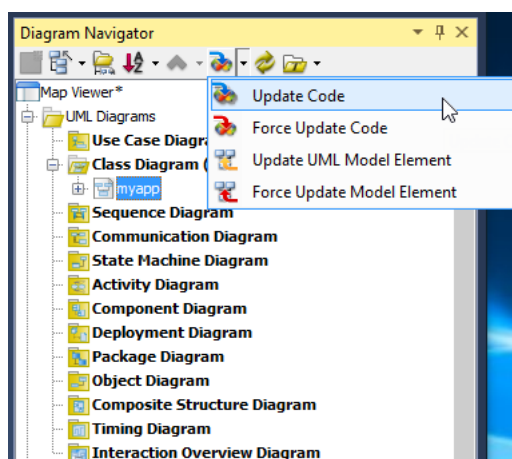 Diagram Navigator
Map Viewer*
Update Code
UML Diagrams
Force Update Code
Use Case Diagra
Update UML Model Element
Class Diagram (
Force Update Model Element
myapp
Sequence Diagram
Communication Diagram
State Machine Diagram
Activity Diagram
Component Diagram
Deployment Diagram
Package Diagram
Object Diagram
Composite Structure Diagram
Timing Diagram
Interaction Overview Diagram